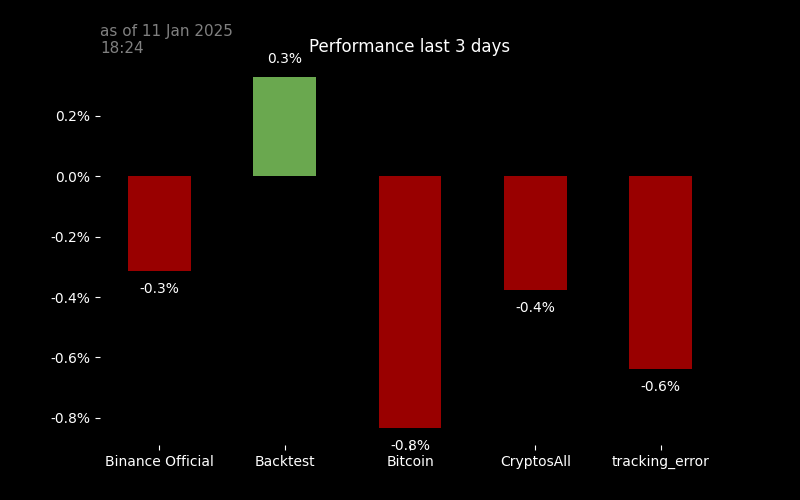 as of 11 Jan 2025
18:24
Performance last 3 days
0.3%
0.2%
0.0%
-0.2%
-0.3%
-0.4%
-0.4%
-0.6%
-0.6%
-0.8%
-0.8%
Binance Official
Backtest
Bitcoin
CryptosAll
tracking_error